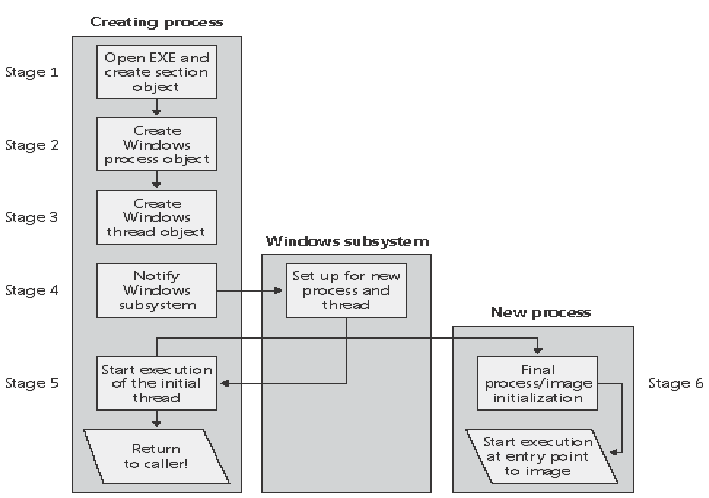 Creating process
Stage 1
Open EXE and
create section
object
Stage 2
Create
Windows
process object
Stage 3
Create
Windows
thread object
Windows subsystem
Stage 4
Notify
Windows
subsystem
Set up for new
process and
thread
New process
Stage 5
Start execution
of the initial
thread
Final
process/image
initialization
Stage 6
Return
to caller!
Start execution
at entry point
to image